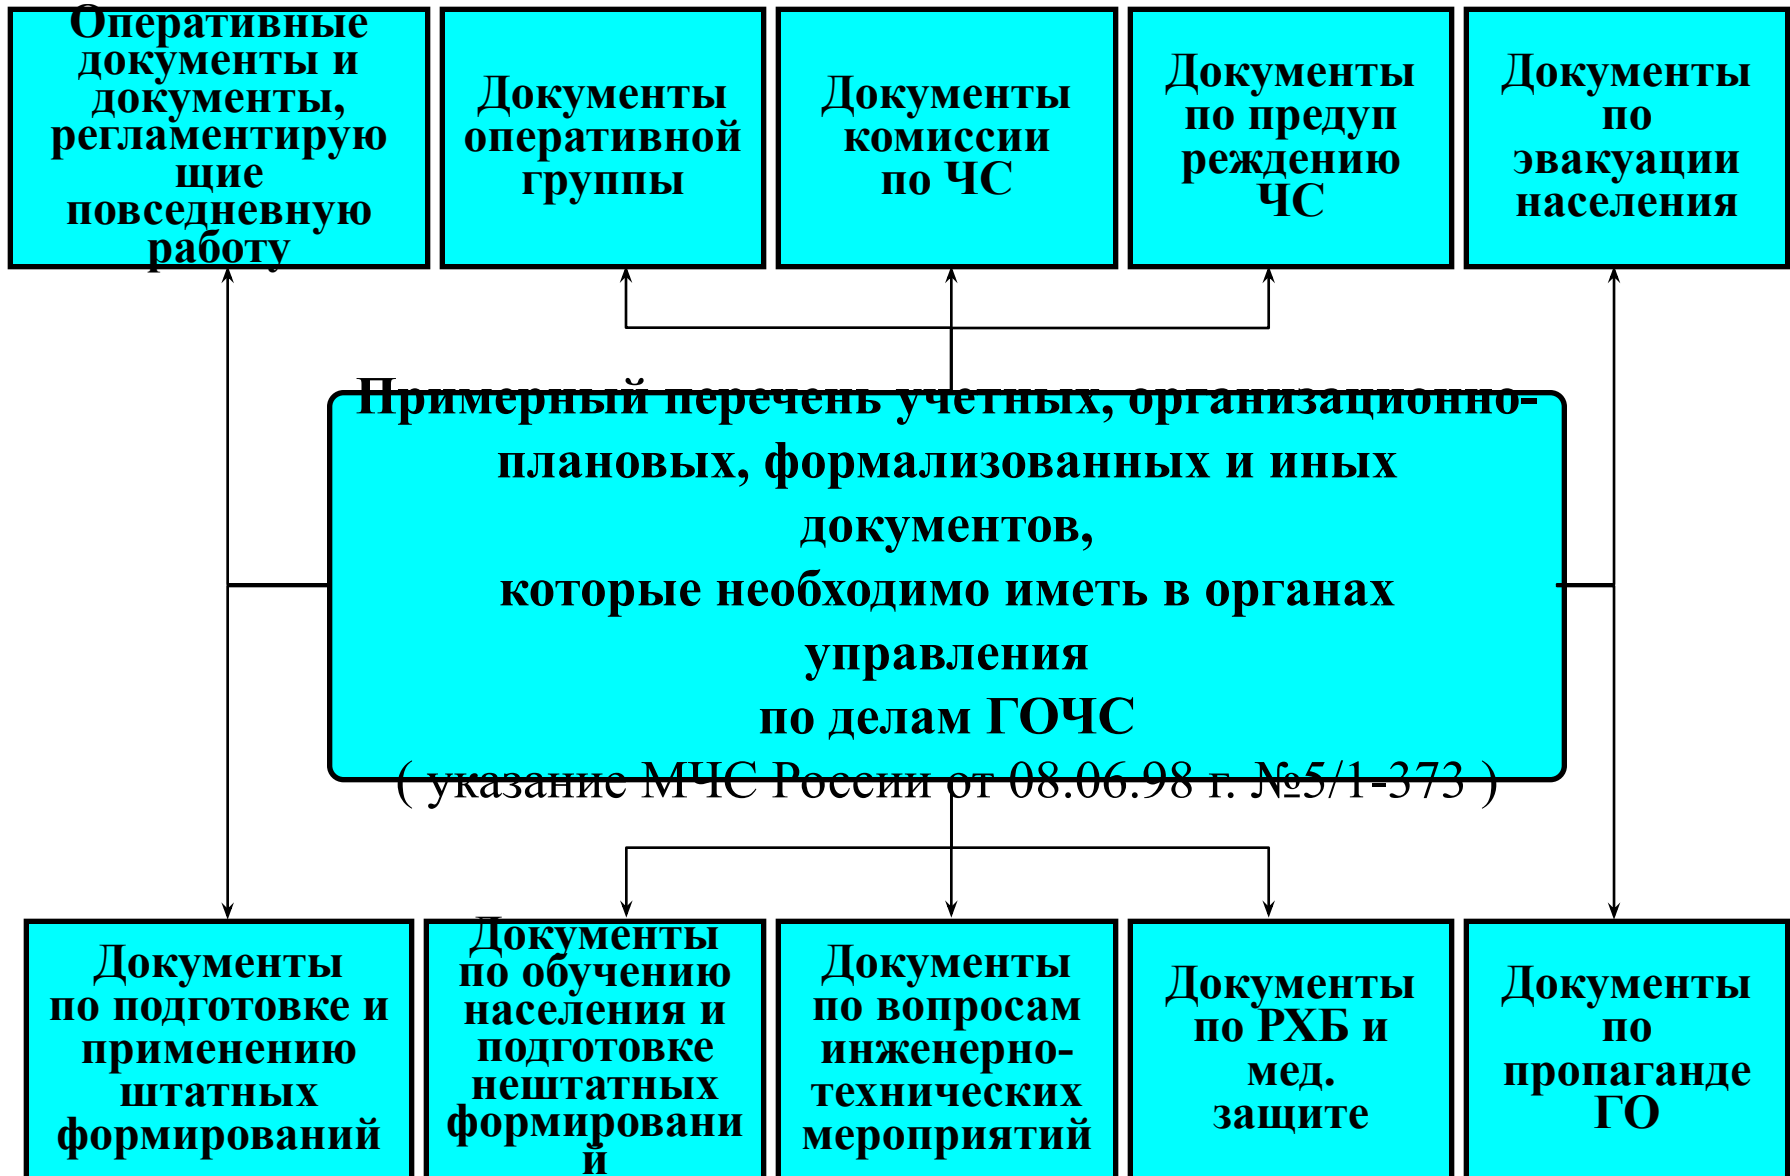 Оперативные
документы и
документы,
регламентирую
щие
повседневную
работу
Документы
оперативной
группы
Документы
комиссии
по ЧС
Документы
по предуп
реждению
ЧС
Документы
по
эвакуации
населения
Примерный перечень учетных, организационно-
плановых, формализованных и иных
документов,
которые необходимо иметь в органах
управления
по делам ГОЧС
( указание МЧС России от 08.06.98 г. №5/1-373 )
Документы
по подготовке и
применению
штатных
формирований
Документы
по обучению
населения и
подготовке
нештатных
формировани
й
Документы
по вопросам
инженерно-
технических
мероприятий
Документы
по РХБ и
мед.
защите
Документы
по
пропаганде
ГО